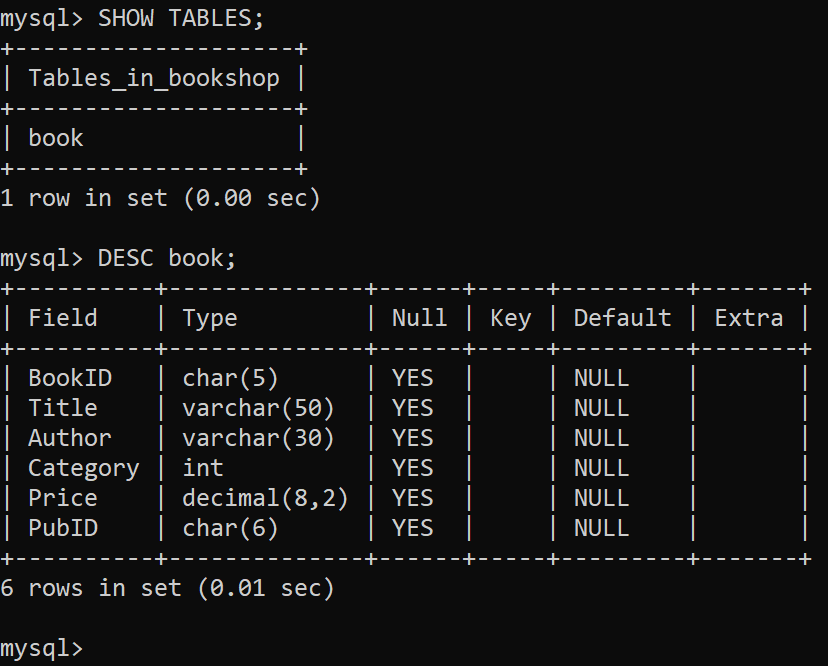 mysql> SHOW TABLES;
+--------------------+
| Tables_in_bookshop |
+--------------------+
| book               |
+--------------------+
1 row in set (0.00 sec)

mysql> DESC book;
+----------+--------------+------+-----+---------+-------+
| Field    | Type         | Null | Key | Default | Extra |
+----------+--------------+------+-----+---------+-------+
| BookID   | char(5)      | YES  |     | NULL    |       |
| Title    | varchar(50)  | YES  |     | NULL    |       |
| Author   | varchar(30)  | YES  |     | NULL    |       |
| Category | int          | YES  |     | NULL    |       |
| Price    | decimal(8,2) | YES  |     | NULL    |       |
| PubID    | char(6)      | YES  |     | NULL    |       |
+----------+--------------+------+-----+---------+-------+
6 rows in set (0.01 sec)

mysql>